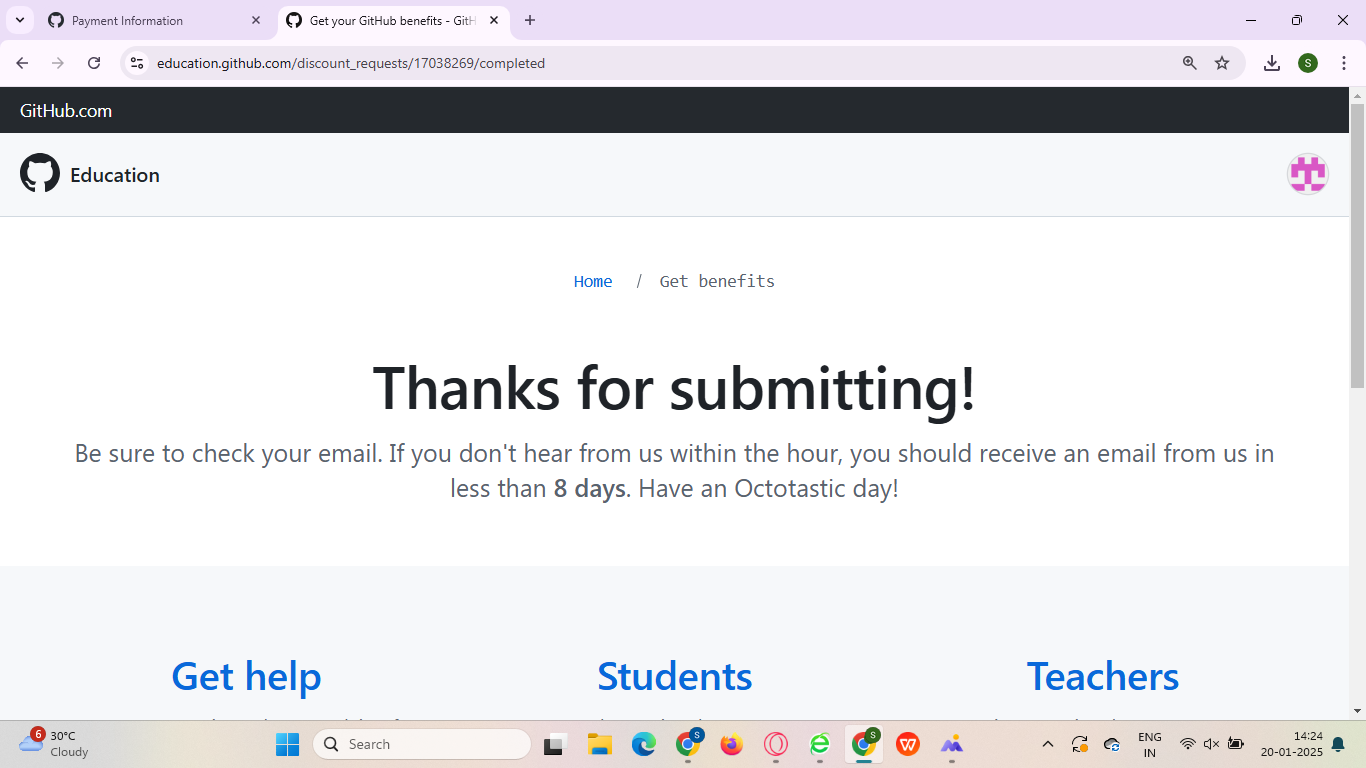 Payment Information
Get your GitHub benefits - GitH
education.github.com/discount_requests/17038269/completed
S
GitHub.com
Education
Home / Get benefits
Thanks for submitting!
Be sure to check your email. If you don't hear from us within the hour, you should receive an email from us in
less than 8 days. Have an Octotastic day!
Get help
Students
Teachers
6
30°C
Cloudy
Search
S
S
ENG
IN
14:24
20-01-2025